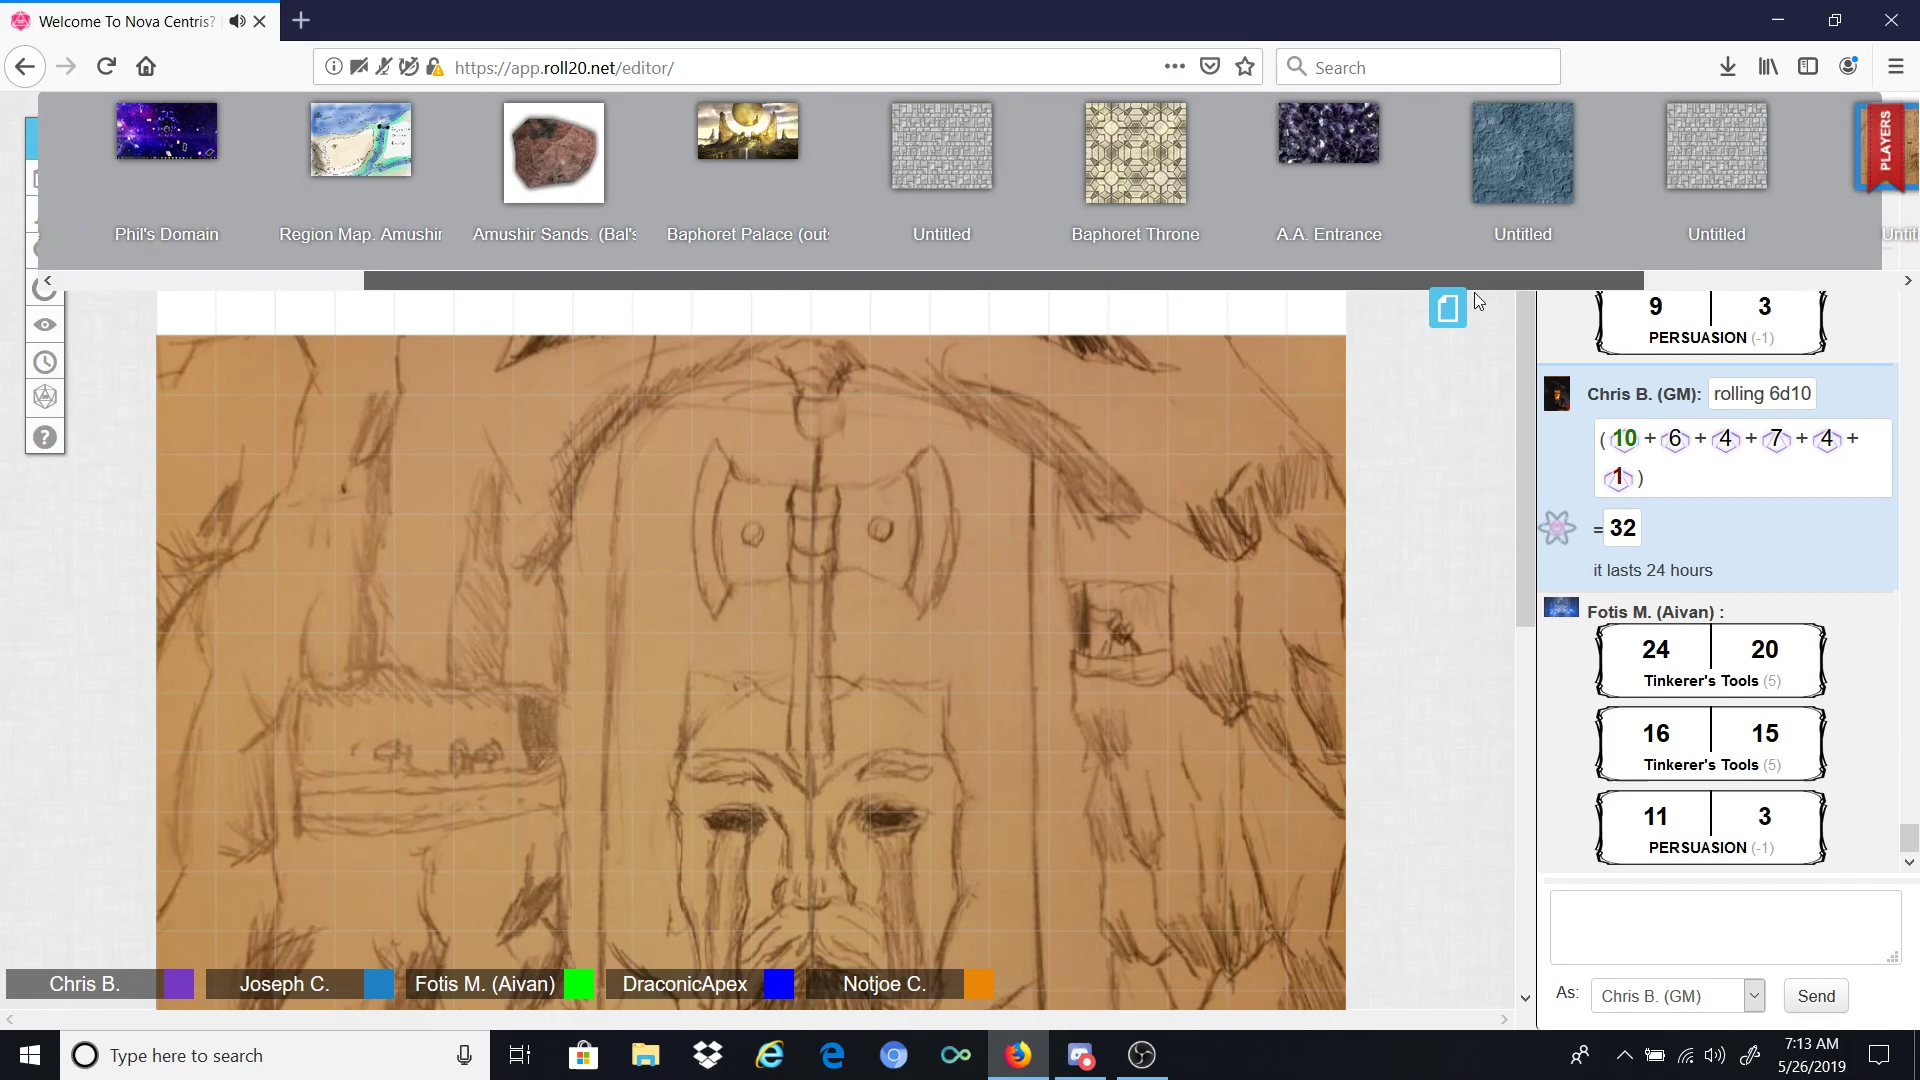 Welcome To Nova Centris?
https://app.roll20.net/editor/
Search
Phil's Domain
Region Map. Amushir
Amushir Sands. (Bal's
Baphoret Palace (out
Untitled
Baphoret Throne
A.A. Entrance
Untitled
Untitled
Untit
PLAYERS
9 3
PERSUASION (-1)
Chris B. (GM): rolling 6d10
(10+6+4+7+4+
1)
=32
it lasts 24 hours
Fotis M. (Aivan) :
24 20
Tinkerer's Tools (5)
16 15
Tinkerer's Tools (5)
11 3
PERSUASION (-1)
As: Chris B. (GM) Send
Chris B.
Joseph C.
Fotis M. (Aivan)
DraconicApex
Notjoe C.
Type here to search
7:13 AM
5/26/2019